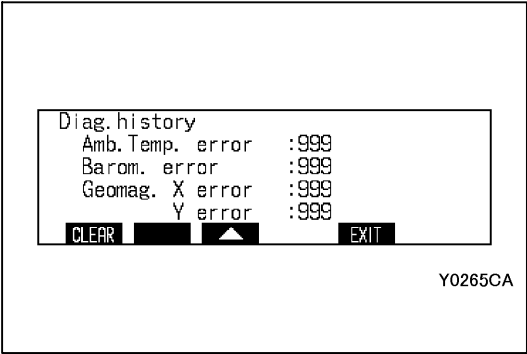 Diag.history
Amb.Temp. error :999
Barom. error :999
Geomag. X error :999
Y error :999
CLEAR EXIT
Y0265CA